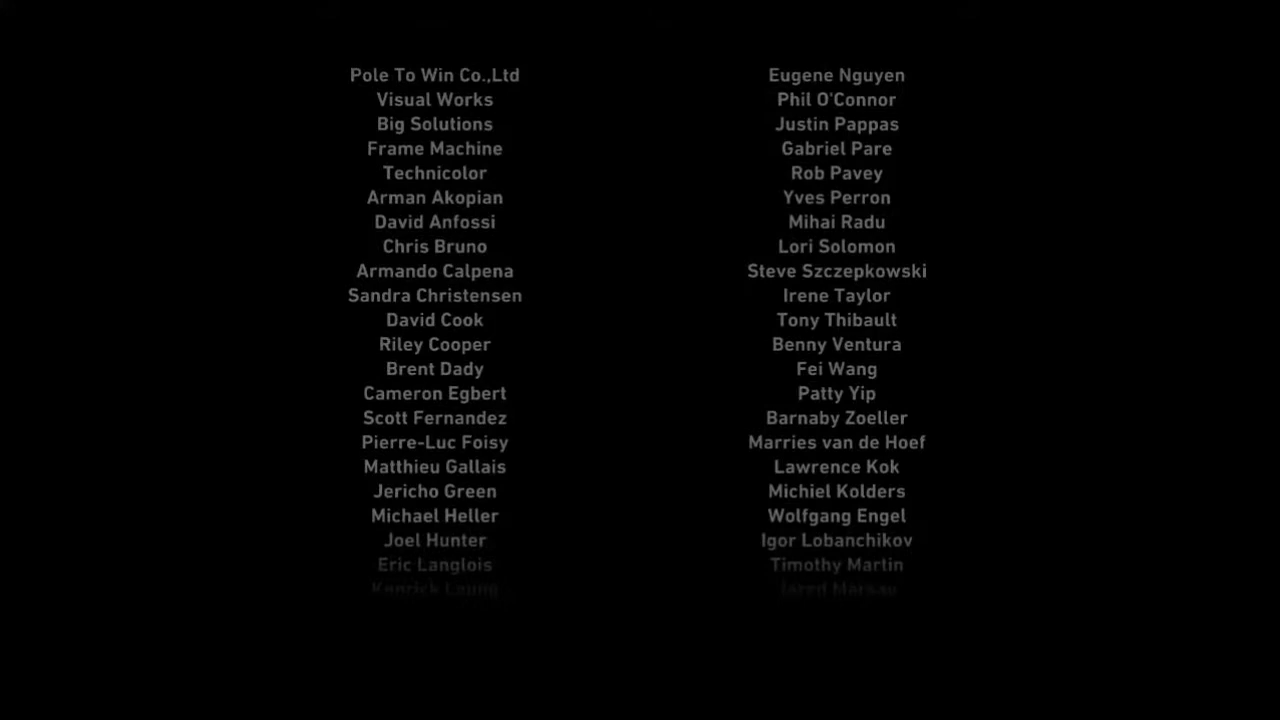 Pole To Win Co.,Ltd
Visual Works
Big Solutions
Frame Machine
Technicolor
Arman Akopian
David Anfossi
Chris Bruno
Armando Calpena
Sandra Christensen
David Cook
Riley Cooper
Brent Dady
Cameron Egbert
Scott Fernandez
Pierre-Luc Foisy
Matthieu Gallais
Jericho Green
Michael Heller
Joel Hunter
Eric Langlois
Eugene Nguyen
Phil O'Connor
Justin Pappas
Gabriel Pare
Rob Pavey
Yves Perron
Mihai Radu
Lori Solomon
Steve Szczepkowski
Irene Taylor
Tony Thibault
Benny Ventura
Fei Wang
Patty Yip
Barnaby Zoeller
Marries van de Hoef
Lawrence Kok
Michiel Kolders
Wolfgang Engel
Igor Lobanchikov
Timothy Martin